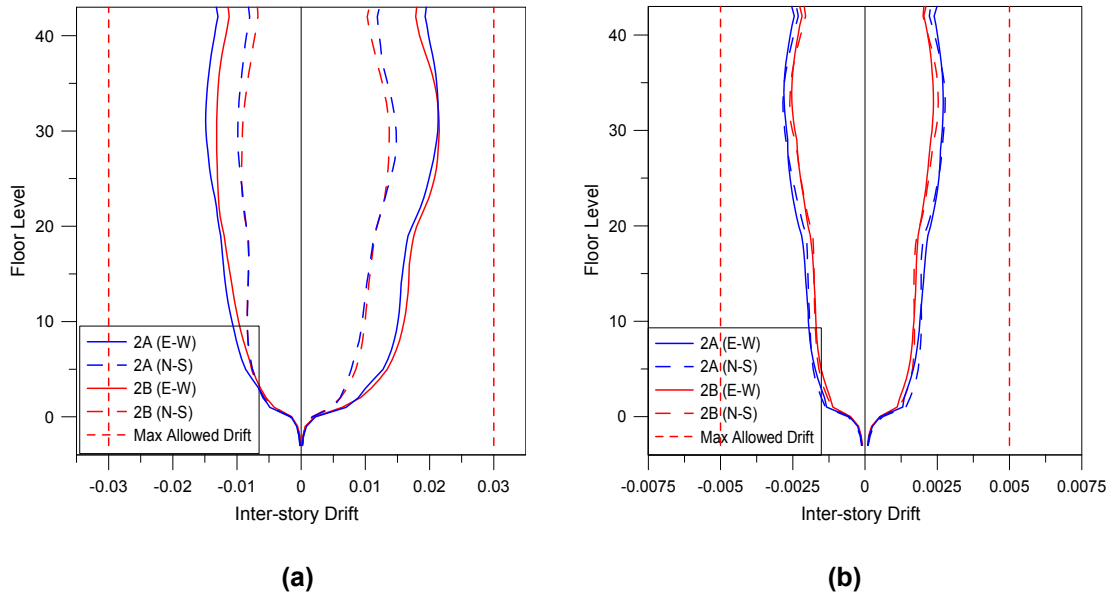 40
30
20
10
0
Floor Level
2A (E-W)
2A (N-S)
2B (E-W)
2B (N-S)
Max Allowed Drift
-0.03 -0.02 -0.01 0 0.01 0.02 0.03
Inter-story Drift
(a)
40
30
20
10
0
Floor Level
2A (E-W)
2A (N-S)
2B (E-W)
2B (N-S)
Max Allowed Drift
-0.0075 -0.005 -0.0025 0 0.0025 0.005 0.0075
Inter-story Drift
(b)